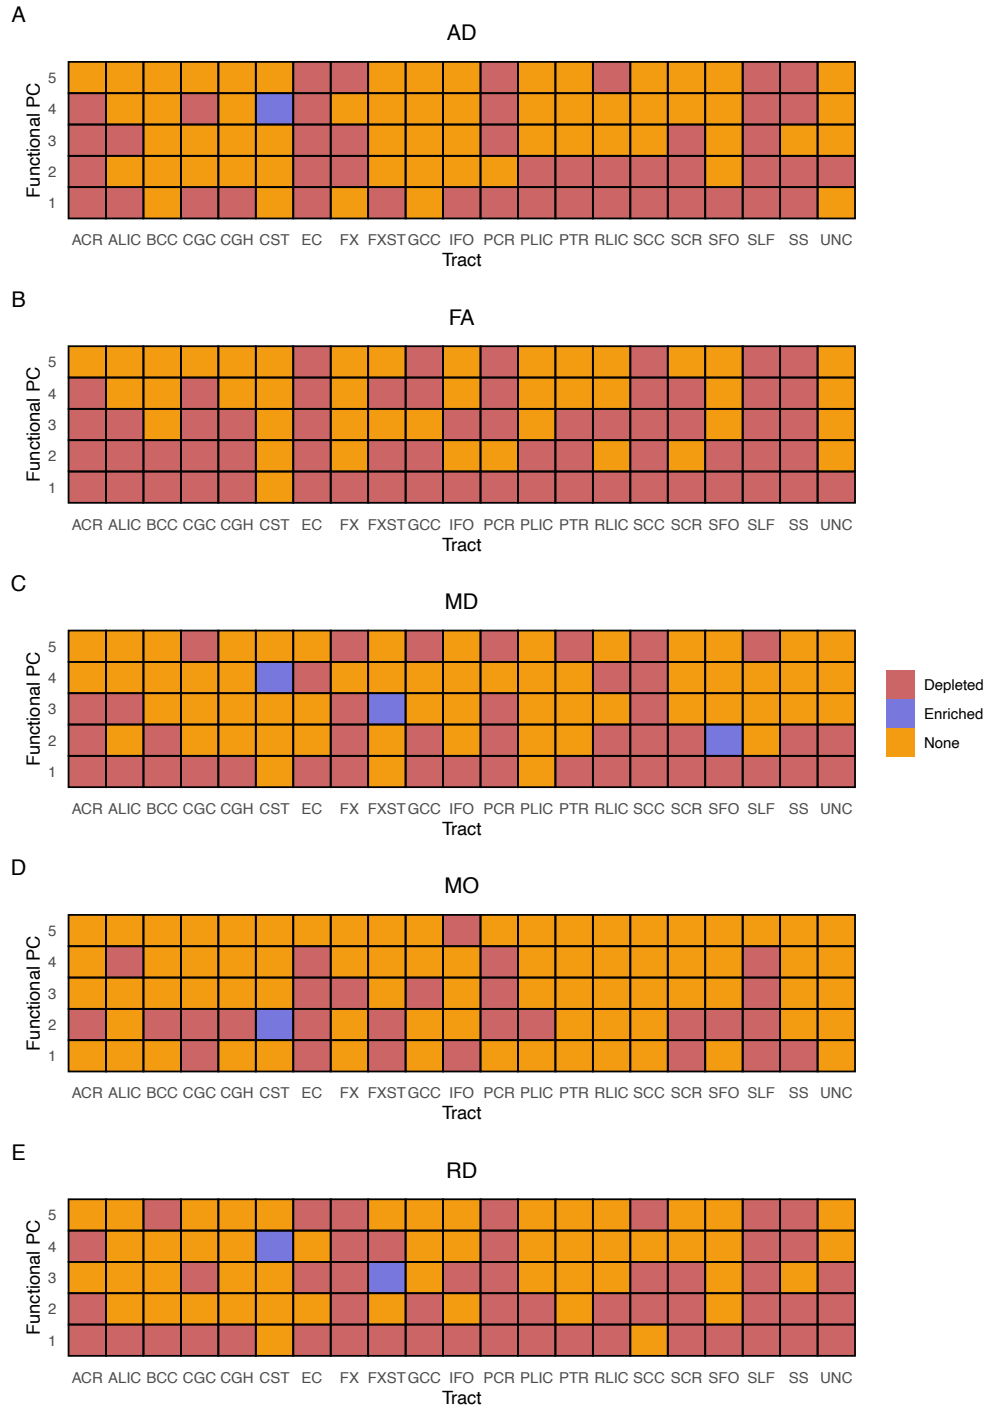 A
AD
Functional PC
5
4
3
2
1
ACR ALIC BCC CGC CGH CST EC FX FXST GCC IFO PCR PLIC PTR RLIC SCC SCR SFO SLF SS UNC
Tract
B
FA
Functional PC
5
4
3
2
1
ACR ALIC BCC CGC CGH CST EC FX FXST GCC IFO PCR PLIC PTR RLIC SCC SCR SFO SLF SS UNC
Tract
C
MD
Functional PC
5
4
3
2
1
ACR ALIC BCC CGC CGH CST EC FX FXST GCC IFO PCR PLIC PTR RLIC SCC SCR SFO SLF SS UNC
Tract
Depleted
Enriched
None
D
MO
Functional PC
5
4
3
2
1
ACR ALIC BCC CGC CGH CST EC FX FXST GCC IFO PCR PLIC PTR RLIC SCC SCR SFO SLF SS UNC
Tract
E
RD
Functional PC
5
4
3
2
1
ACR ALIC BCC CGC CGH CST EC FX FXST GCC IFO PCR PLIC PTR RLIC SCC SCR SFO SLF SS UNC
Tract